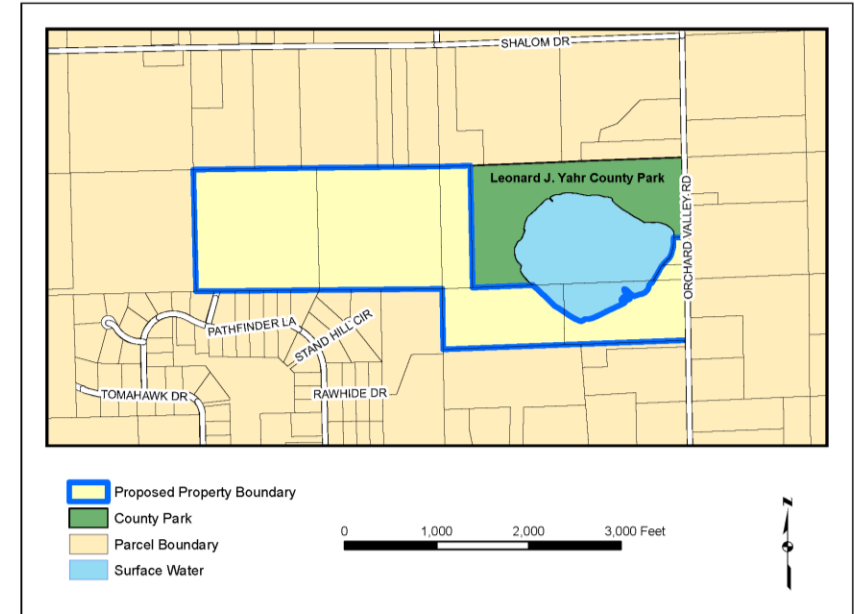 SHALOM DR
Leonard J. Yahr County Park
ORCHARD VALLEY RD
PATHFINDER LA
STAND HILL CIR
TOMAHAWK DR
RAWHIDE DR
Proposed Property Boundary
County Park
Parcel Boundary
Surface Water
0 1,000 2,000 3,000 Feet
N